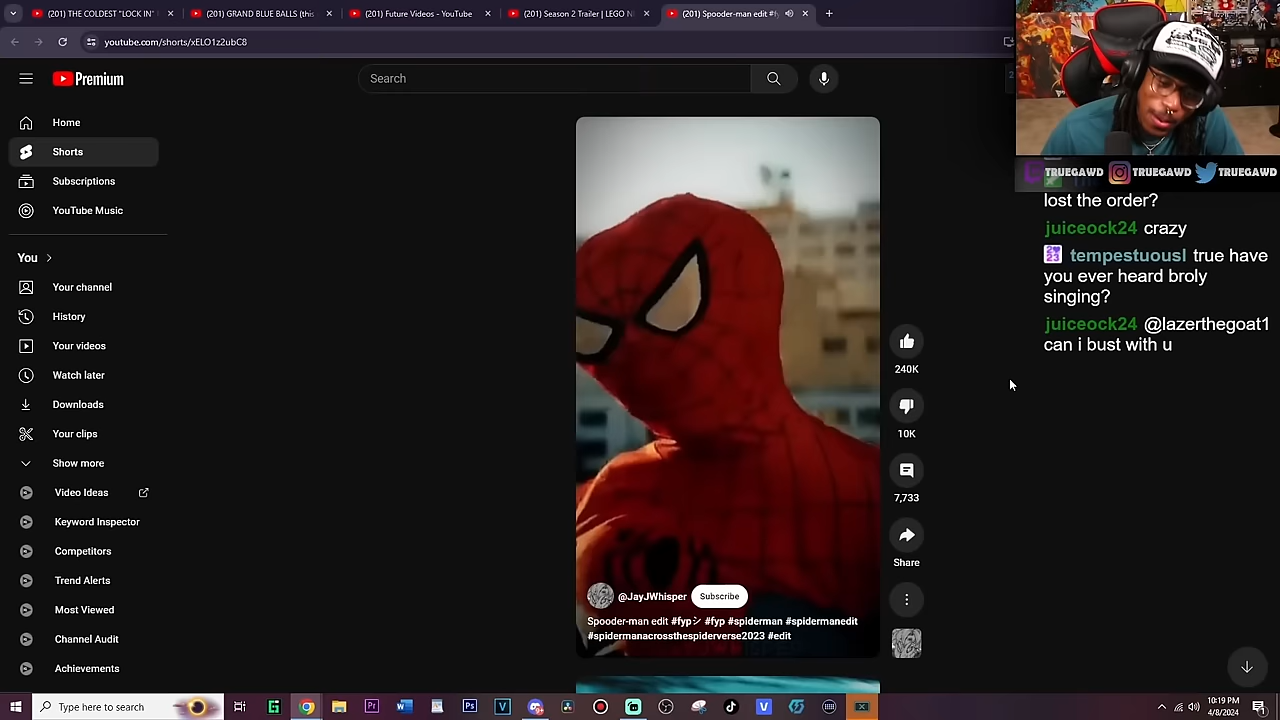 (201) THE COLDEST "LOCK IN"
(201) GRAND BLUE BALLS (this
(201) Funny Videos - YouTube
(201) Season 2 Trailer | LEGO N
(201) Spooder-man edit #f
youtube.com/shorts/xELO1z2ubC8
Premium
Search
Home
Shorts
Subscriptions
YouTube Music
You
Your channel
History
Your videos
Watch later
Downloads
Your clips
Show more
Video Ideas
Keyword Inspector
Competitors
Trend Alerts
Most Viewed
Channel Audit
Achievements
240K
10K
7,733
Share
@JayJWhisper
Subscribe
Spooder-man edit #fypシ #fyp #spiderman #spidermanedit
#spidermanacrossthespiderverse2023 #edit
TRUEGAWD TRUEGAWD TRUEGAWD
lost the order?
juiceock24 crazy
tempestuousl true have
you ever heard broly
singing?
juiceock24 @lazerthegoat1
can i bust with u
Type here to search
10:19 PM
4/8/2024